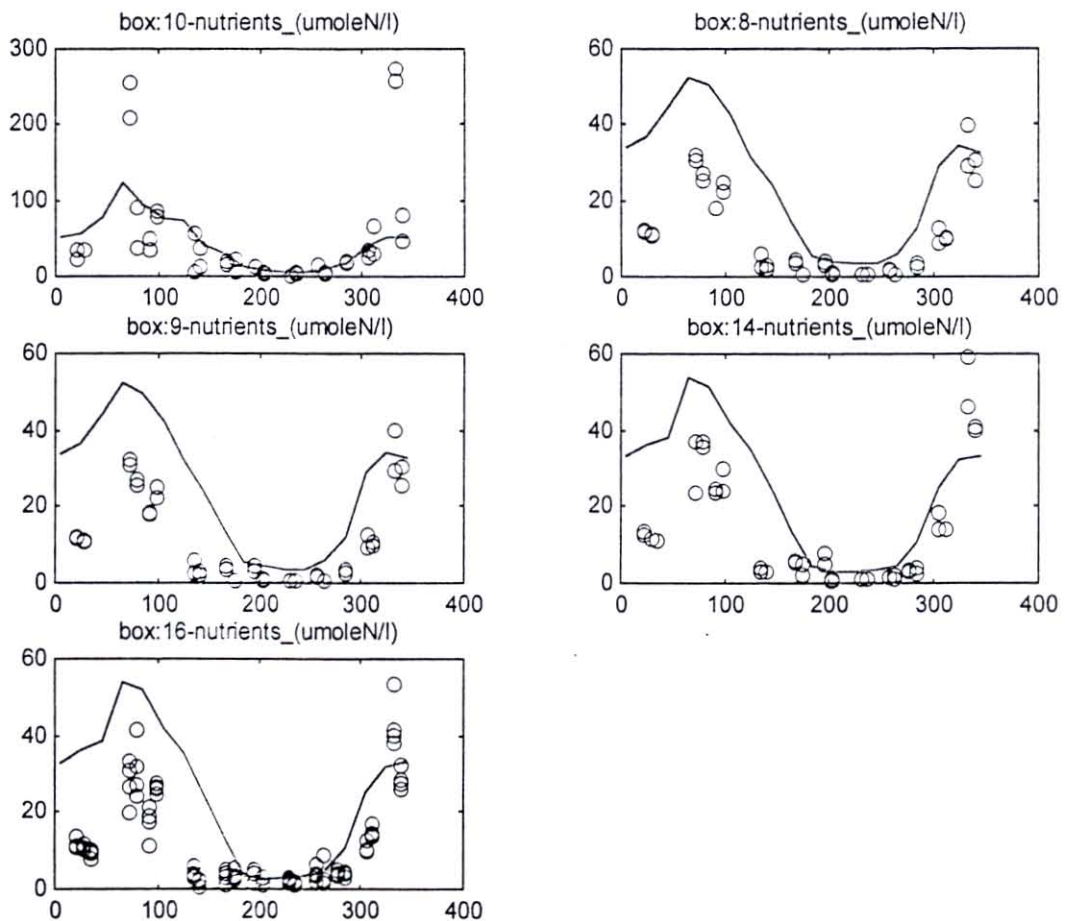 box:10-nutrients_(umoleN/l)
300
200
100
0
0 100 200 300 400
box:8-nutrients_(umoleN/l)
60
40
20
0
0 100 200 300 400
box:9-nutrients_(umoleN/l)
60
40
20
0
0 100 200 300 400
box:14-nutrients_(umoleN/l)
60
40
20
0
0 100 200 300 400
box:16-nutrients_(umoleN/l)
60
40
20
0
0 100 200 300 400